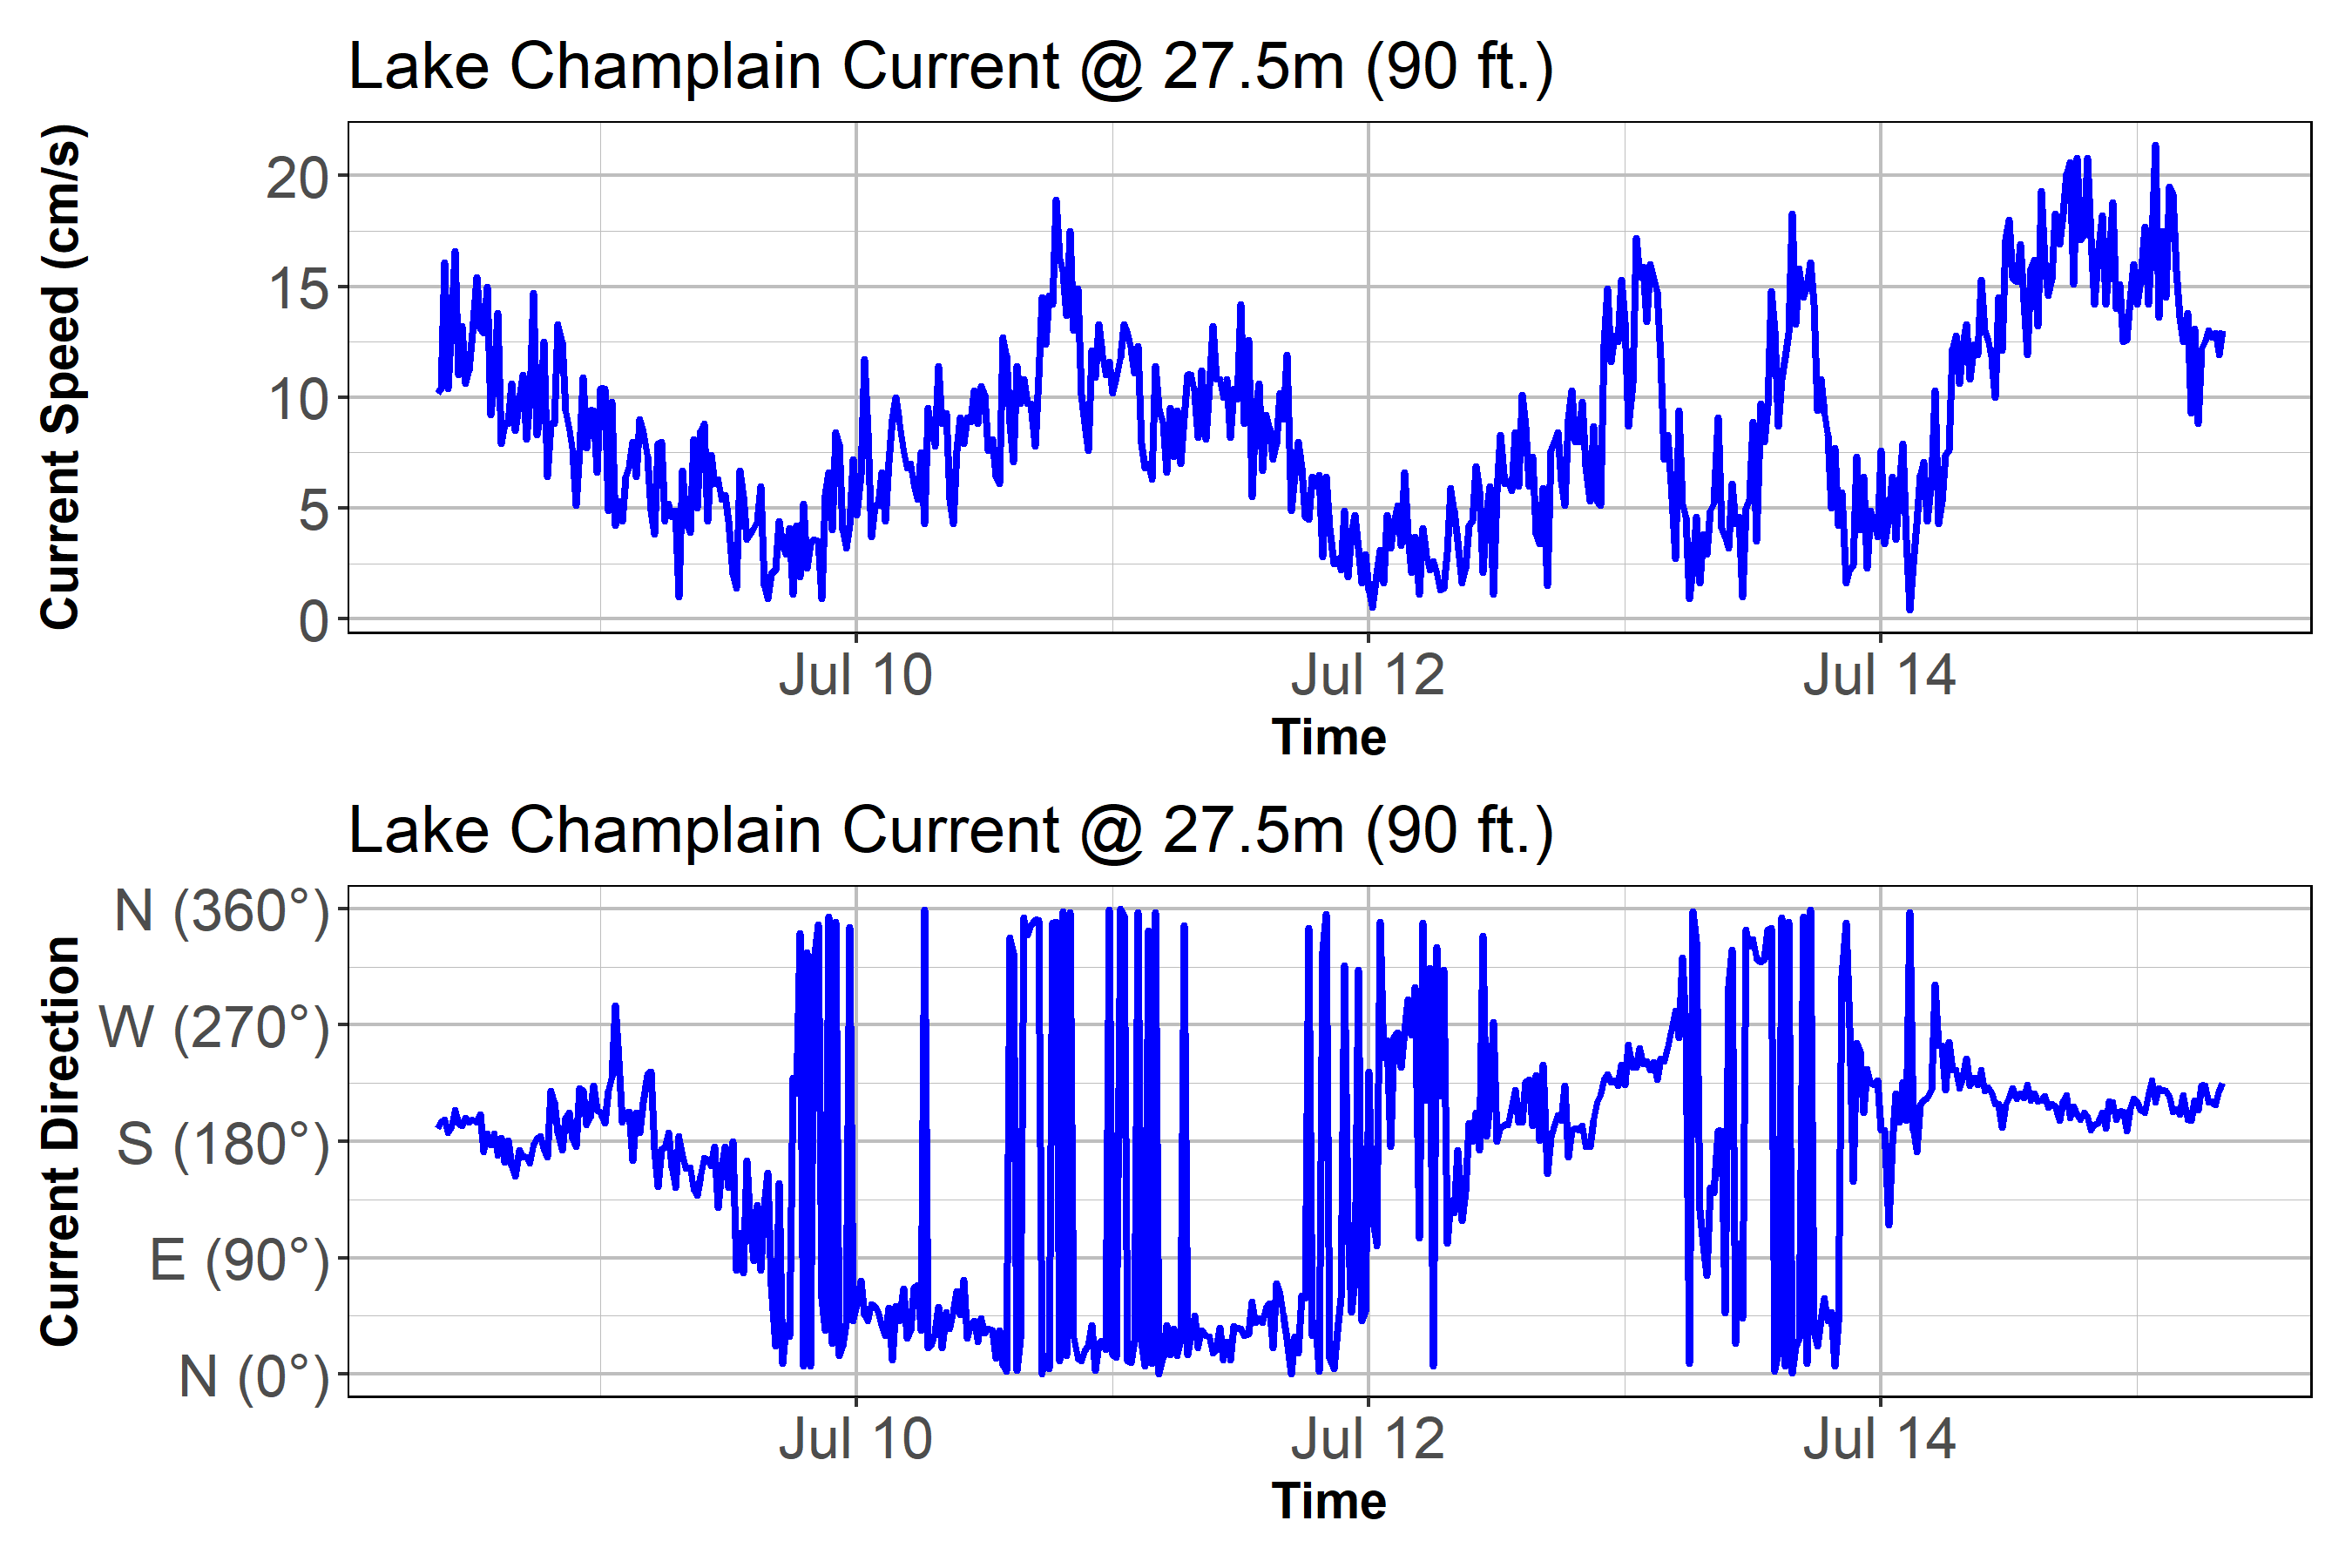 Lake Champlain Current @ 27.5m (90 ft.)
Current Speed (cm/s)
20
15
10
5
0
Jul 10 Jul 12 Jul 14
Time
Lake Champlain Current @ 27.5m (90 ft.)
Current Direction
N (360°)
W (270°)
S (180°)
E (90°)
N (0°)
Jul 10 Jul 12 Jul 14
Time